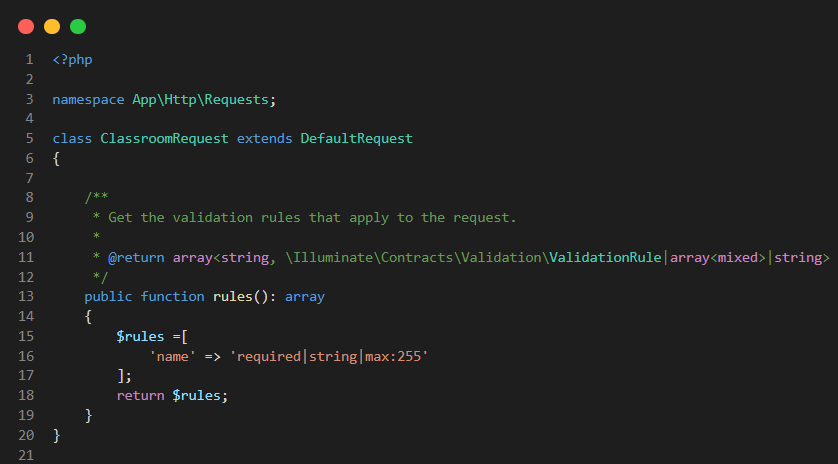 1 <?php
2
3 namespace App\Http\Requests;
4
5 class ClassroomRequest extends DefaultRequest
6 {
7
8     /**
9      * Get the validation rules that apply to the request.
10      *
11      * @return array<string, \Illuminate\Contracts\Validation\ValidationRule|array<mixed>|string>
12      */
13     public function rules(): array
14     {
15         $rules =[
16             'name' => 'required|string|max:255'
17         ];
18         return $rules;
19     }
20 }
21